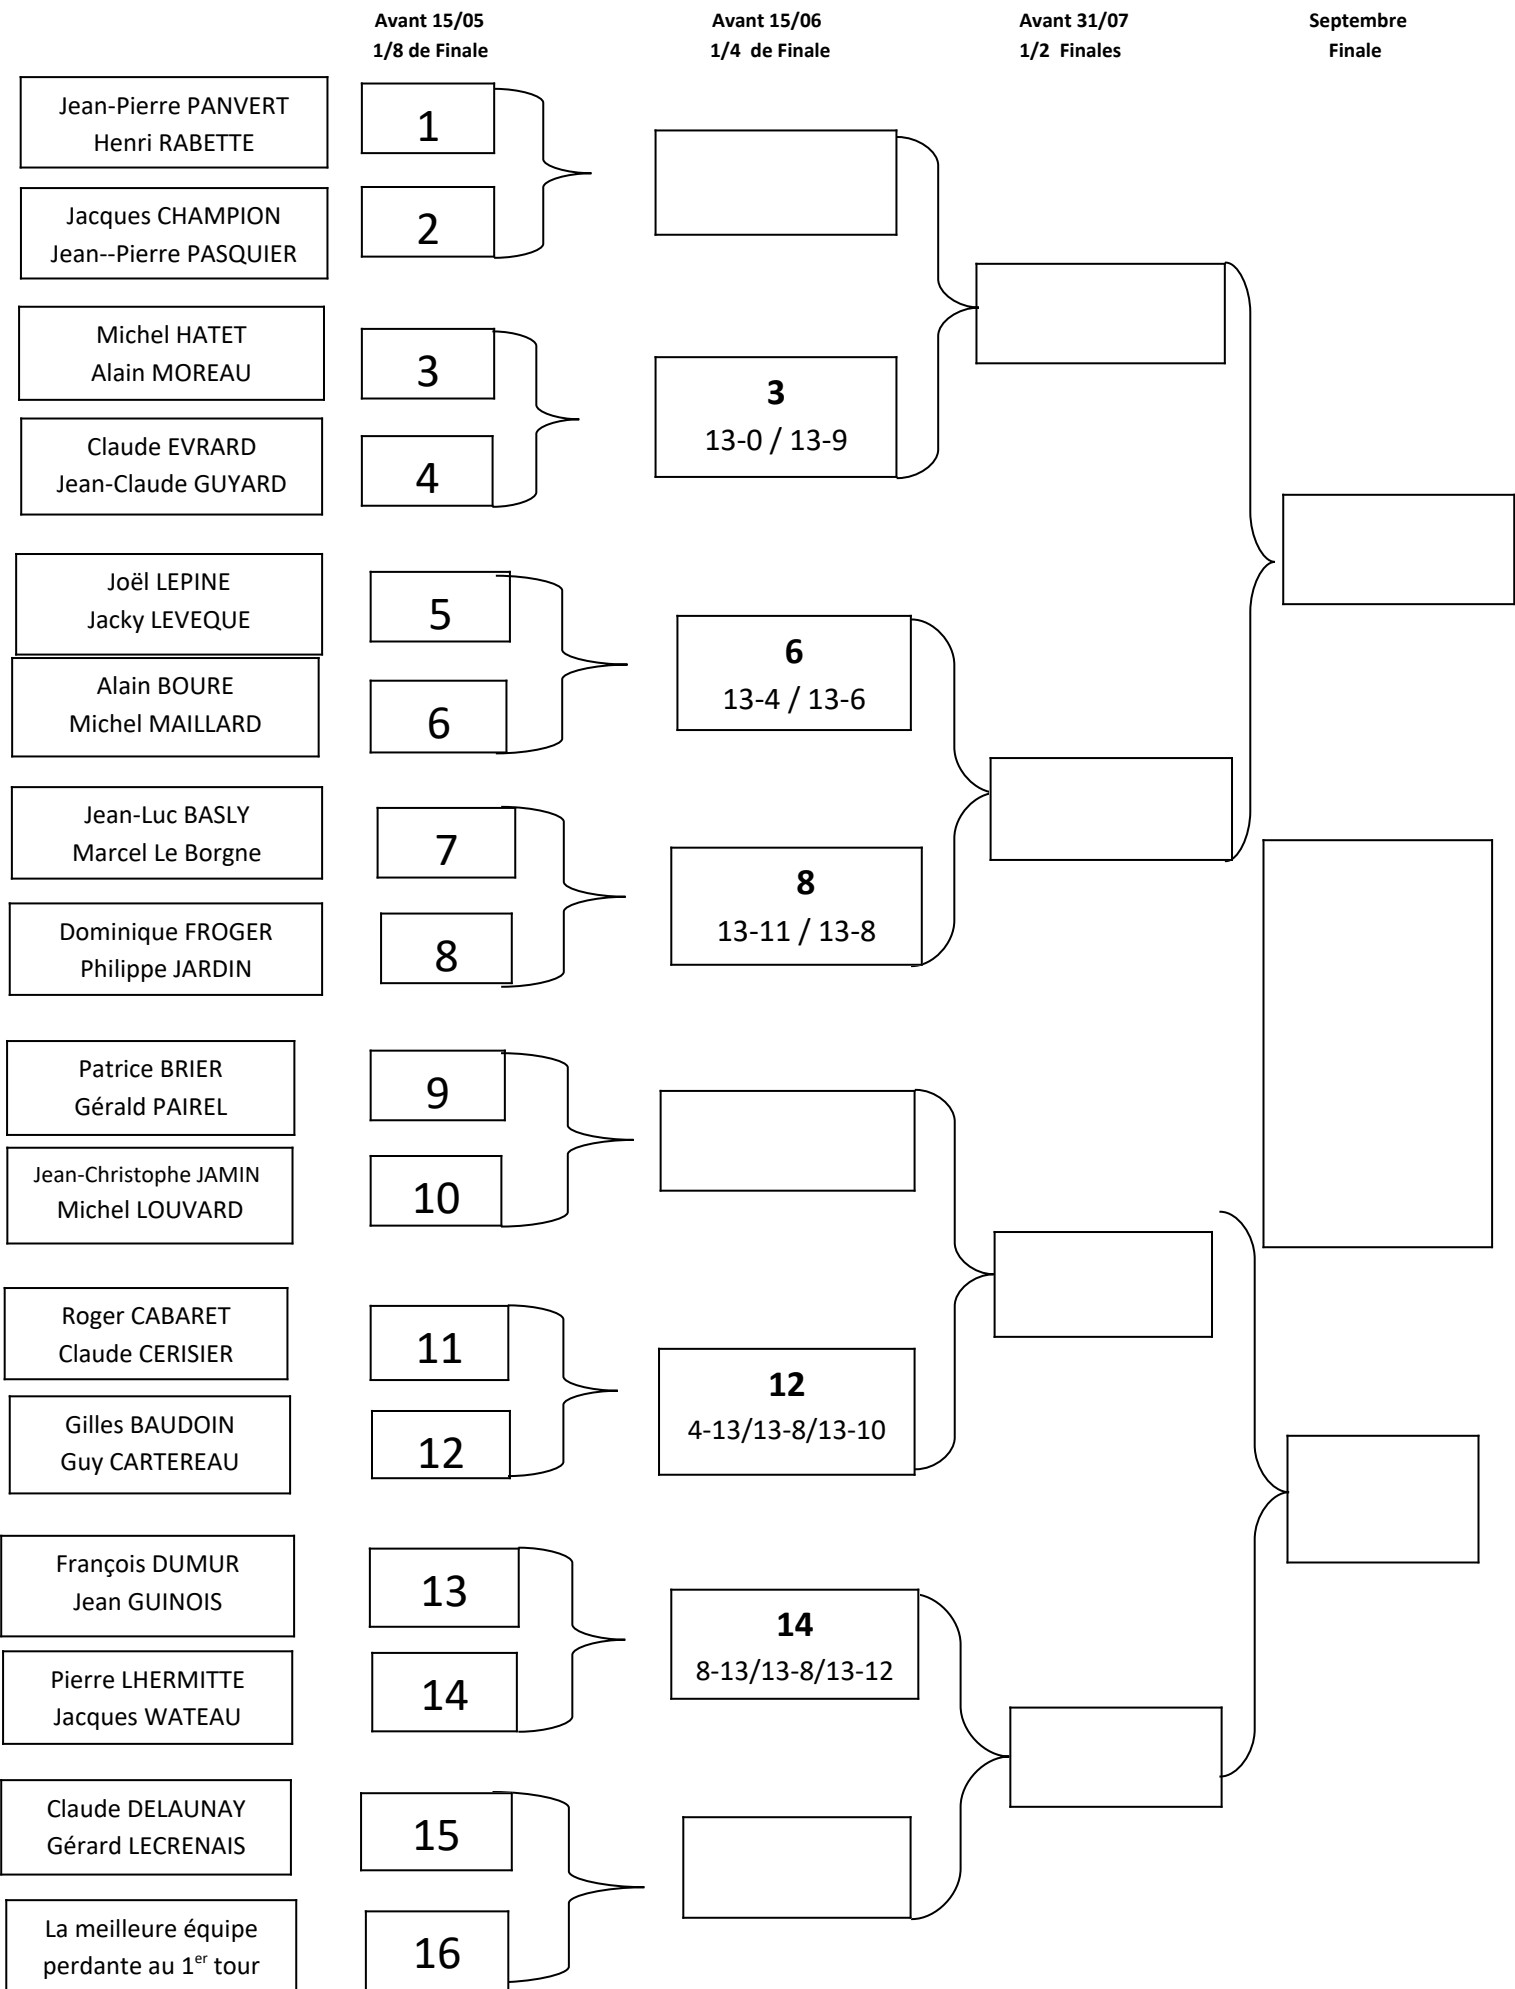 Avant 15/05
1/8 de Finale
Avant 15/06
1/4 de Finale
Avant 31/07
1/2 Finales
Septembre
Finale
Jean-Pierre PANVERT
Henri RABETTE
1
Jacques CHAMPION
Jean--Pierre PASQUIER
2
Michel HATET
Alain MOREAU
3
3
13-0 / 13-9
Claude EVRARD
Jean-Claude GUYARD
4
Joël LEPINE
Jacky LEVEQUE
5
6
13-4 / 13-6
Alain BOURE
Michel MAILLARD
6
Jean-Luc BASLY
Marcel Le Borgne
7
8
13-11 / 13-8
Dominique FROGER
Philippe JARDIN
8
Patrice BRIER
Gérald PAIREL
9
Jean-Christophe JAMIN
Michel LOUVARD
10
Roger CABARET
Claude CERISIER
11
12
4-13/13-8/13-10
Gilles BAUDOIN
Guy CARTEREAU
12
François DUMUR
Jean GUINOIS
13
14
8-13/13-8/13-12
Pierre LHERMITTE
Jacques WATEAU
14
Claude DELAUNAY
Gérard LECRENAIS
15
La meilleure équipe
perdante au 1er tour
16